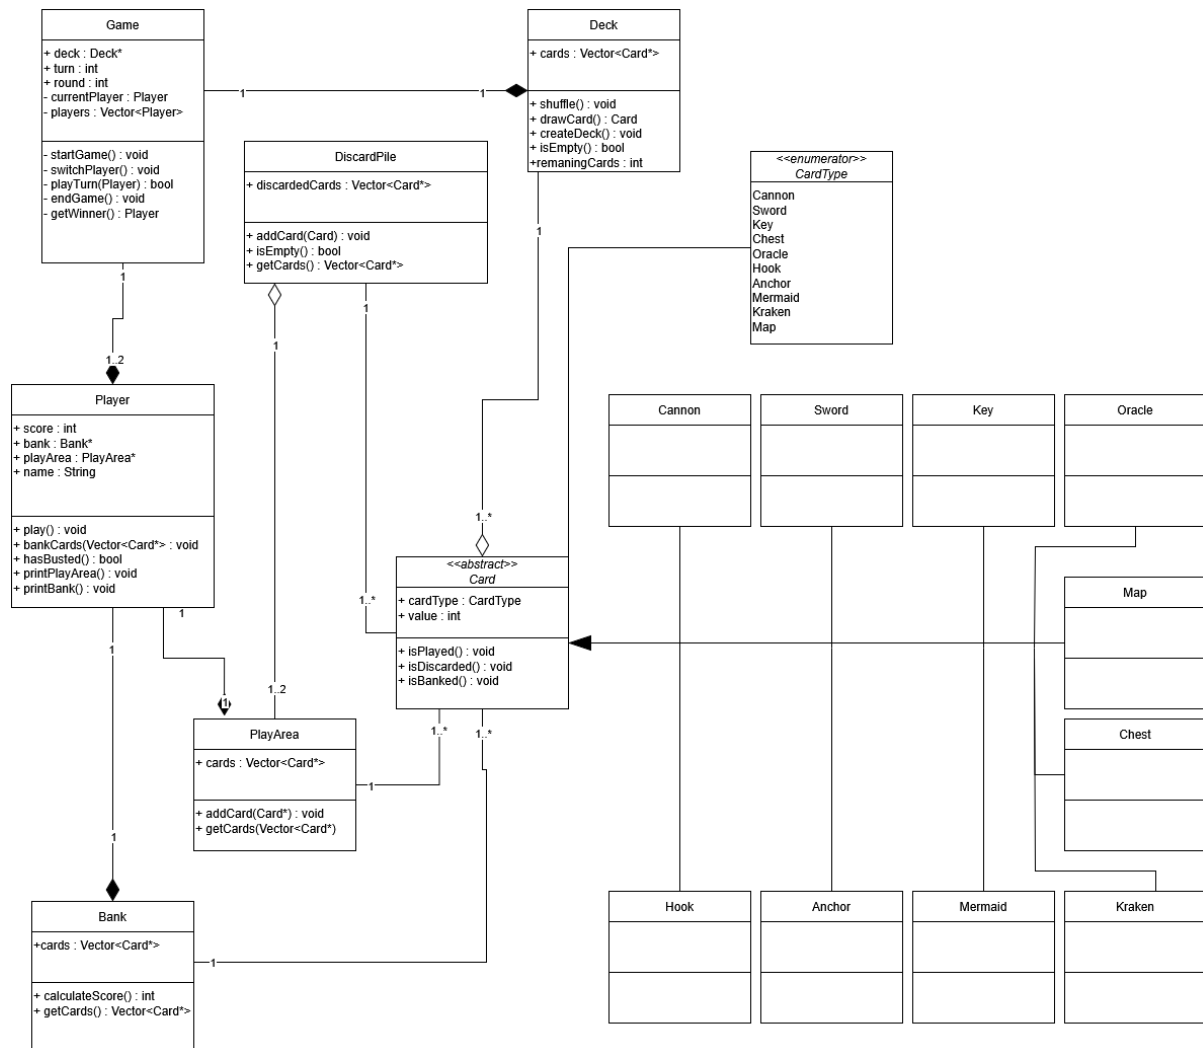 Game
+ deck : Deck*
+ turn : int
+ round : int
- currentPlayer : Player
- players : Vector<Player>
- startGame() : void
- switchPlayer() : void
- playTurn(Player) : bool
- endGame() : void
- getWinner() : Player
1
1
Deck
+ cards : Vector<Card*>
+ shuffle() : void
+ drawCard() : Card
+ createDeck() : void
+ isEmpty() : bool
+remaningCards : int
DiscardPile
+ discardedCards : Vector<Card*>
+ addCard(Card) : void
+ isEmpty() : bool
+ getCards() : Vector<Card*>
<<enumerator>>
CardType
Cannon
Sword
Key
Chest
Oracle
Hook
Anchor
Mermaid
Kraken
Map
1
1
1
1
1..2
Player
+ score : int
+ bank : Bank*
+ playArea : PlayArea*
+ name : String
+ play() : void
+ bankCards(Vector<Card*> : void
+ hasBusted() : bool
+ printPlayArea() : void
+ printBank() : void
1
1
1..*
1..*
<<abstract>>
Card
+ cardType : CardType
+ value : int
+ isPlayed() : void
+ isDiscarded() : void
+ isBanked() : void
Cannon
Sword
Key
Oracle
Map
Chest
1..2
1
PlayArea
+ cards : Vector<Card*>
+ addCard(Card*) : void
+ getCards(Vector<Card*)
1..*
1..*
1
1
Bank
+cards : Vector<Card*>
+ calculateScore() : int
+ getCards() : Vector<Card*>
1
Hook
Anchor
Mermaid
Kraken